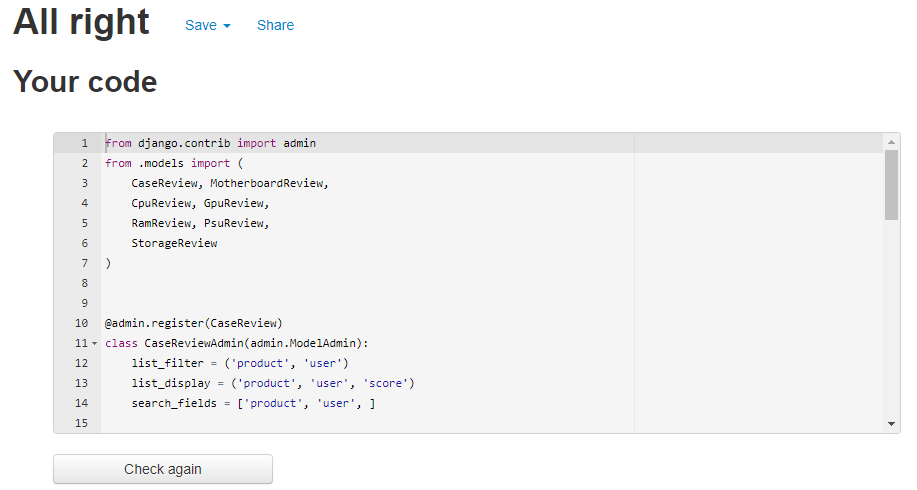 All right Save Share
Your code
1 from django.contrib import admin
2 from .models import (
3 CaseReview, MotherboardReview,
4 CpuReview, GpuReview,
5 RamReview, PsuReview,
6 StorageReview
7 )
8
9
10 @admin.register(CaseReview)
11 class CaseReviewAdmin(admin.ModelAdmin):
12 list_filter = ('product', 'user')
13 list_display = ('product', 'user', 'score')
14 search_fields = ['product', 'user', ]
15
Check again